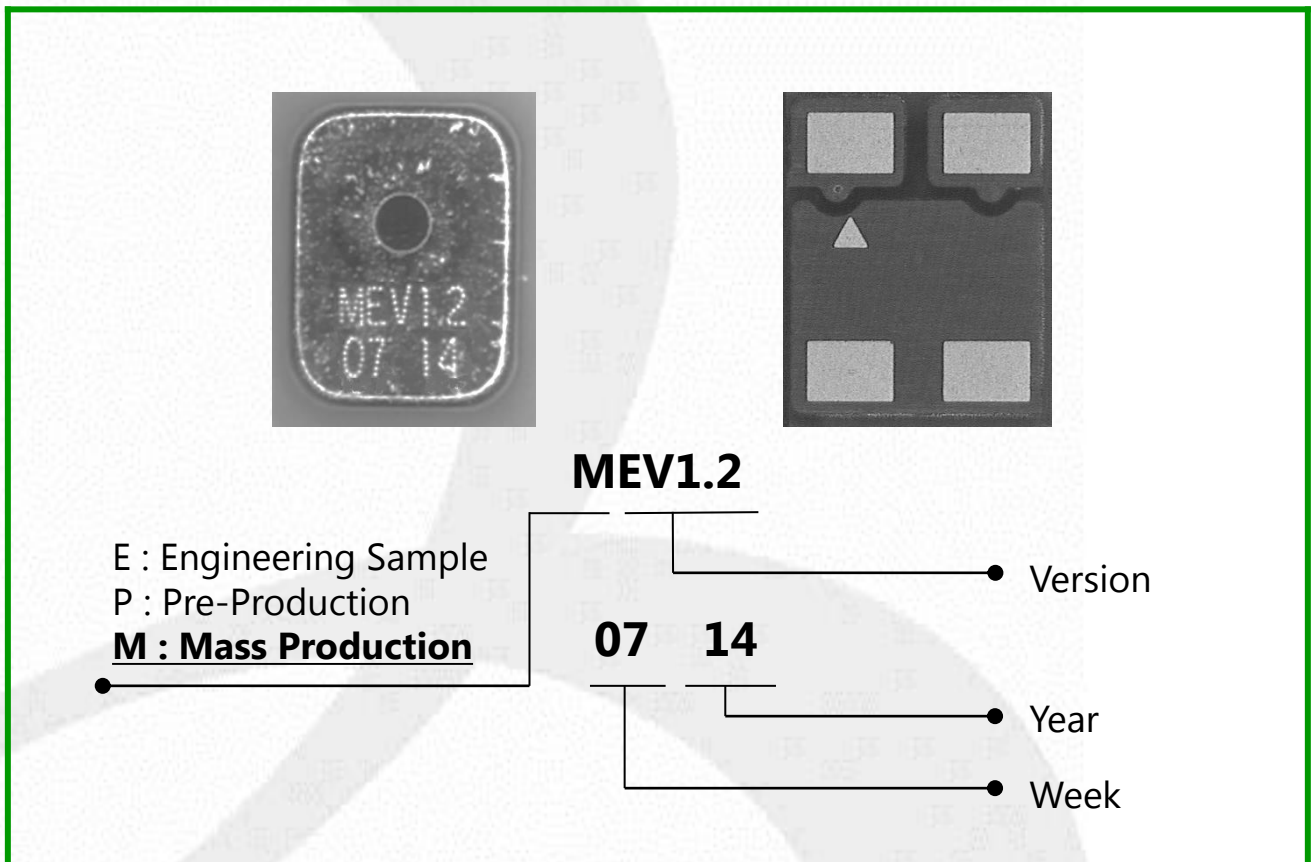 MEV1.2
07 14
MEV1.2
E : Engineering Sample
P : Pre-Production
M : Mass Production
Version
07 14
Year
Week